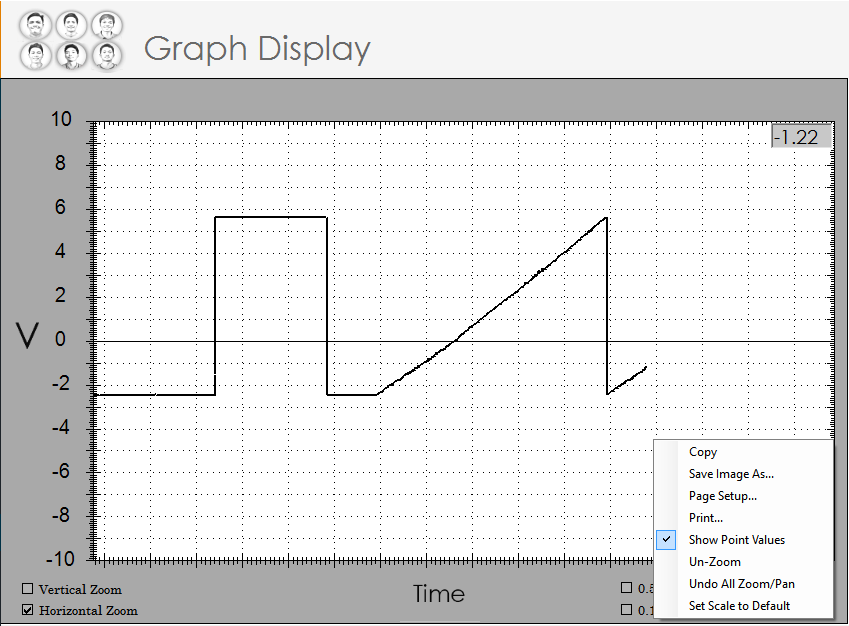 Graph Display
10
-1.22
8
6
4
2
V
0
-2
-4
-6
-8
-10
Copy
Save Image As...
Page Setup...
Print...
Show Point Values
Un-Zoom
Undo All Zoom/Pan
Set Scale to Default
Vertical Zoom
Horizontal Zoom
Time